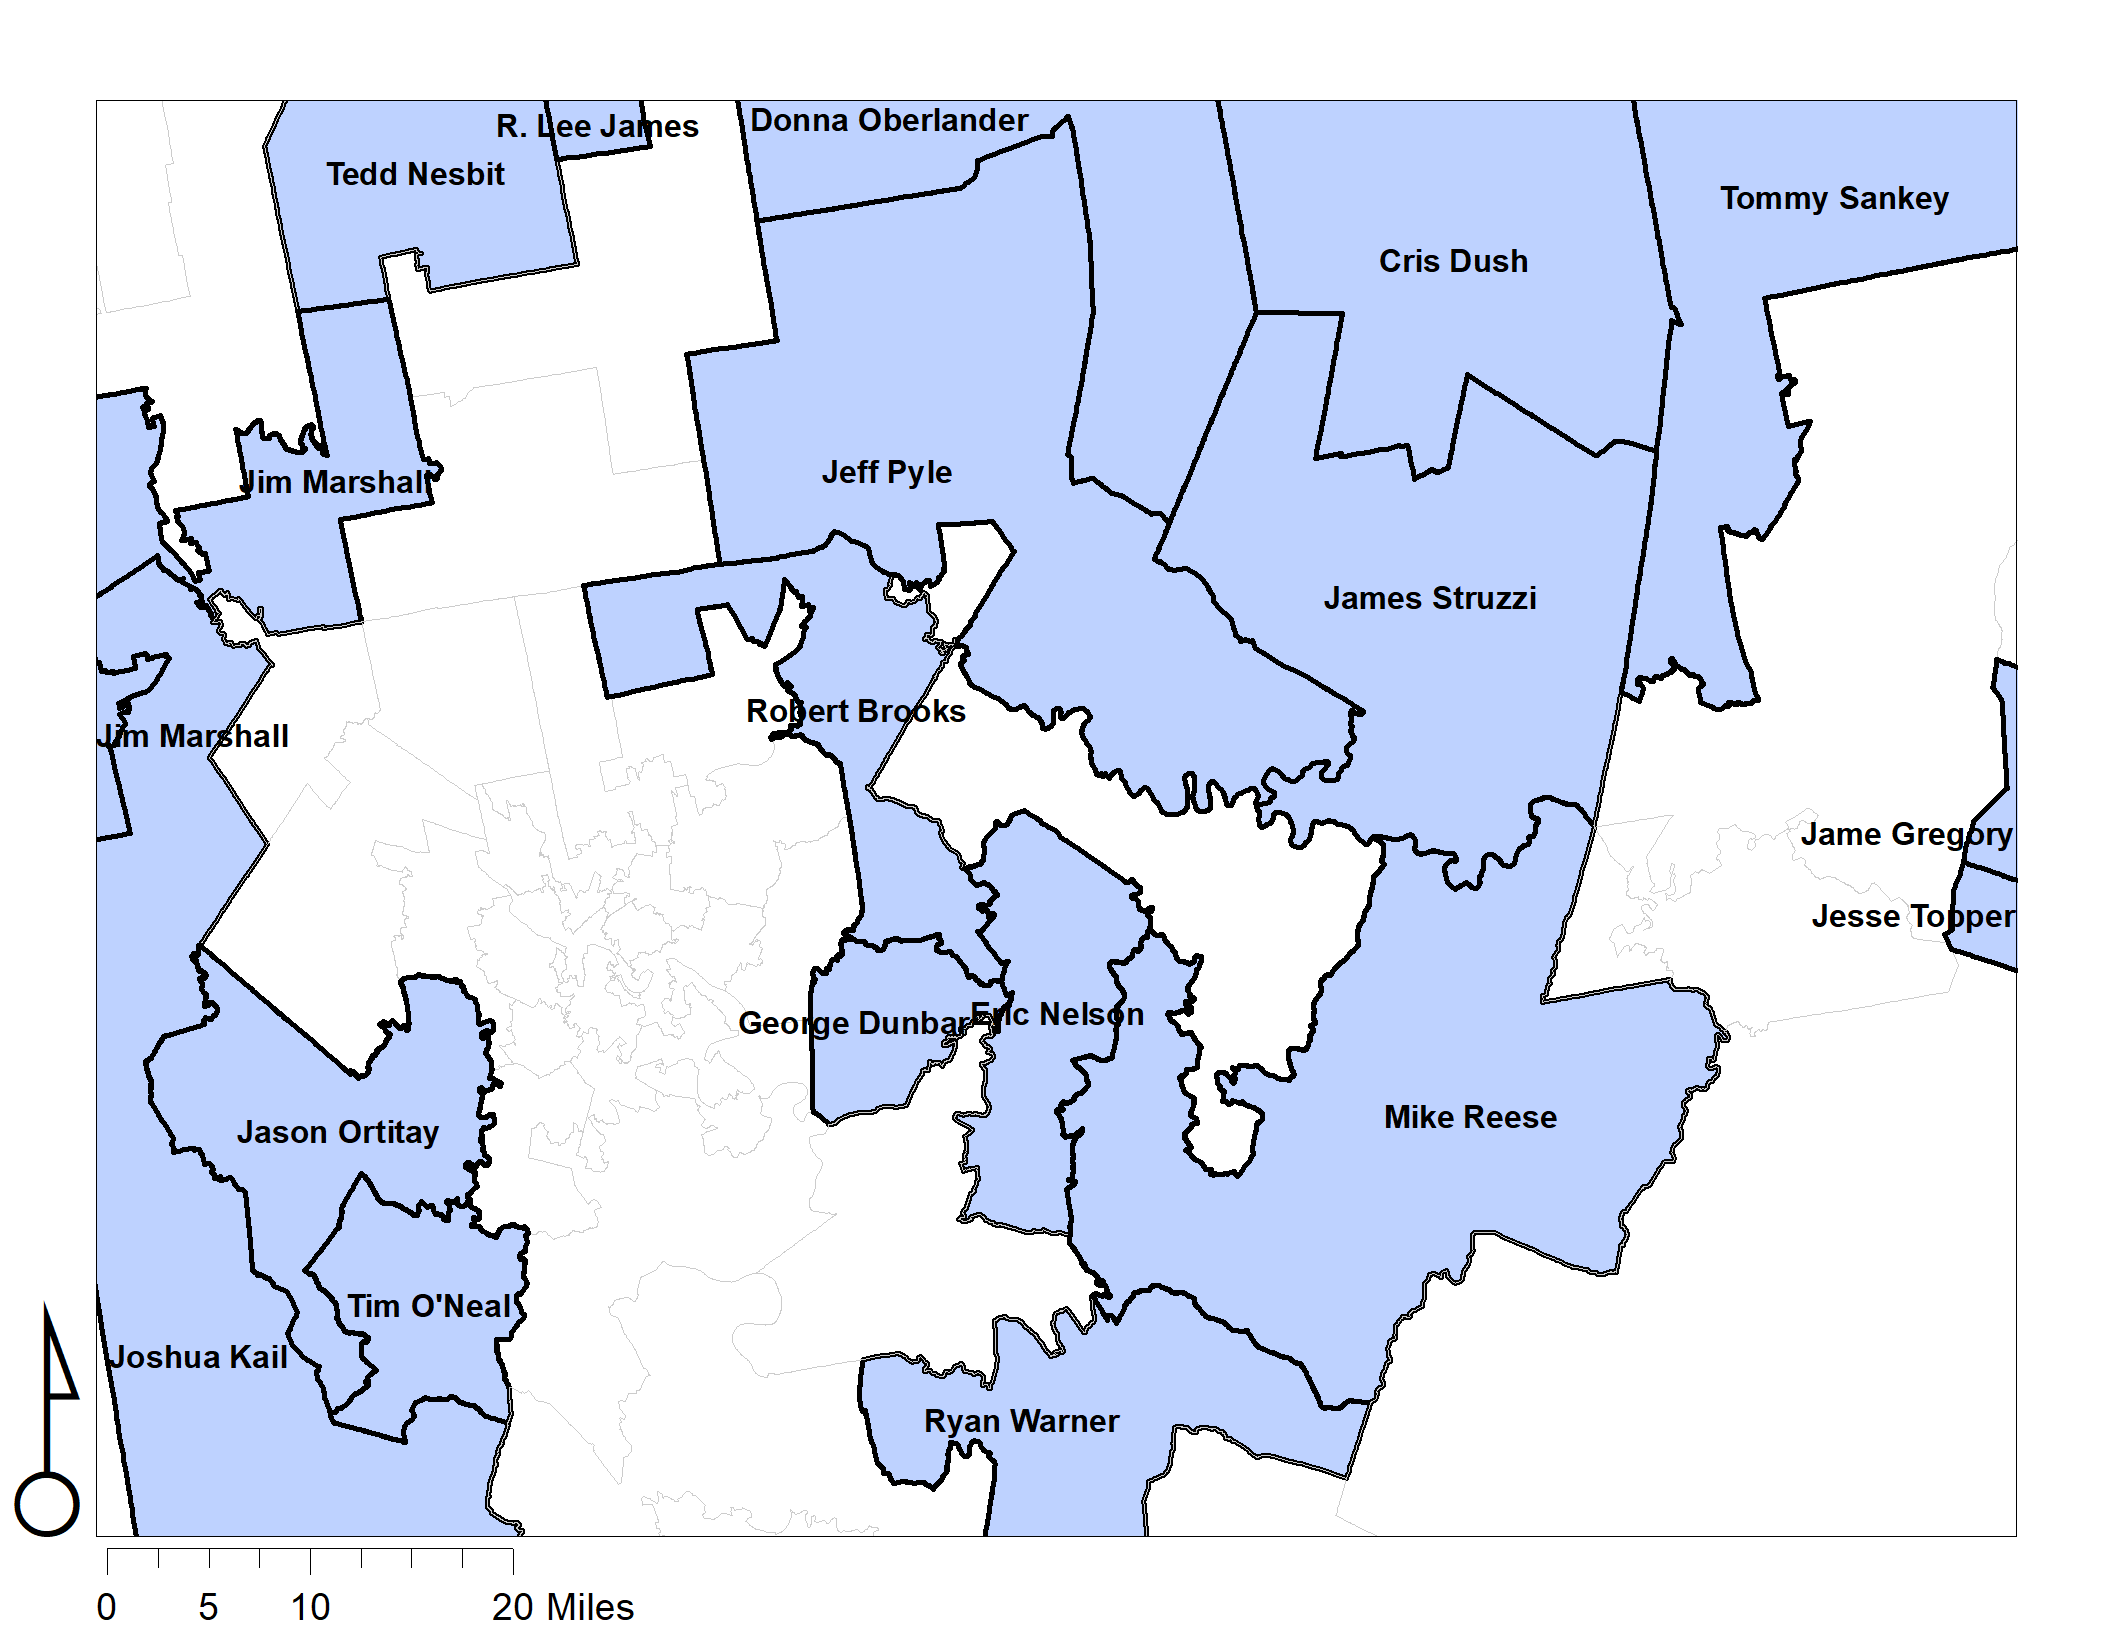 Donna Oberlander
R. Lee James
Tedd Nesbit
Tommy Sankey
Cris Dush
Jeff Pyle
Jim Marshall
James Struzzi
Robert Brooks
Jim Marshall
Jame Gregory
Jesse Topper
Eric Nelson
George Dunbar
Mike Reese
Jason Ortitay
Tim O'Neal
Joshua Kail
Ryan Warner
0 5 10 20 Miles